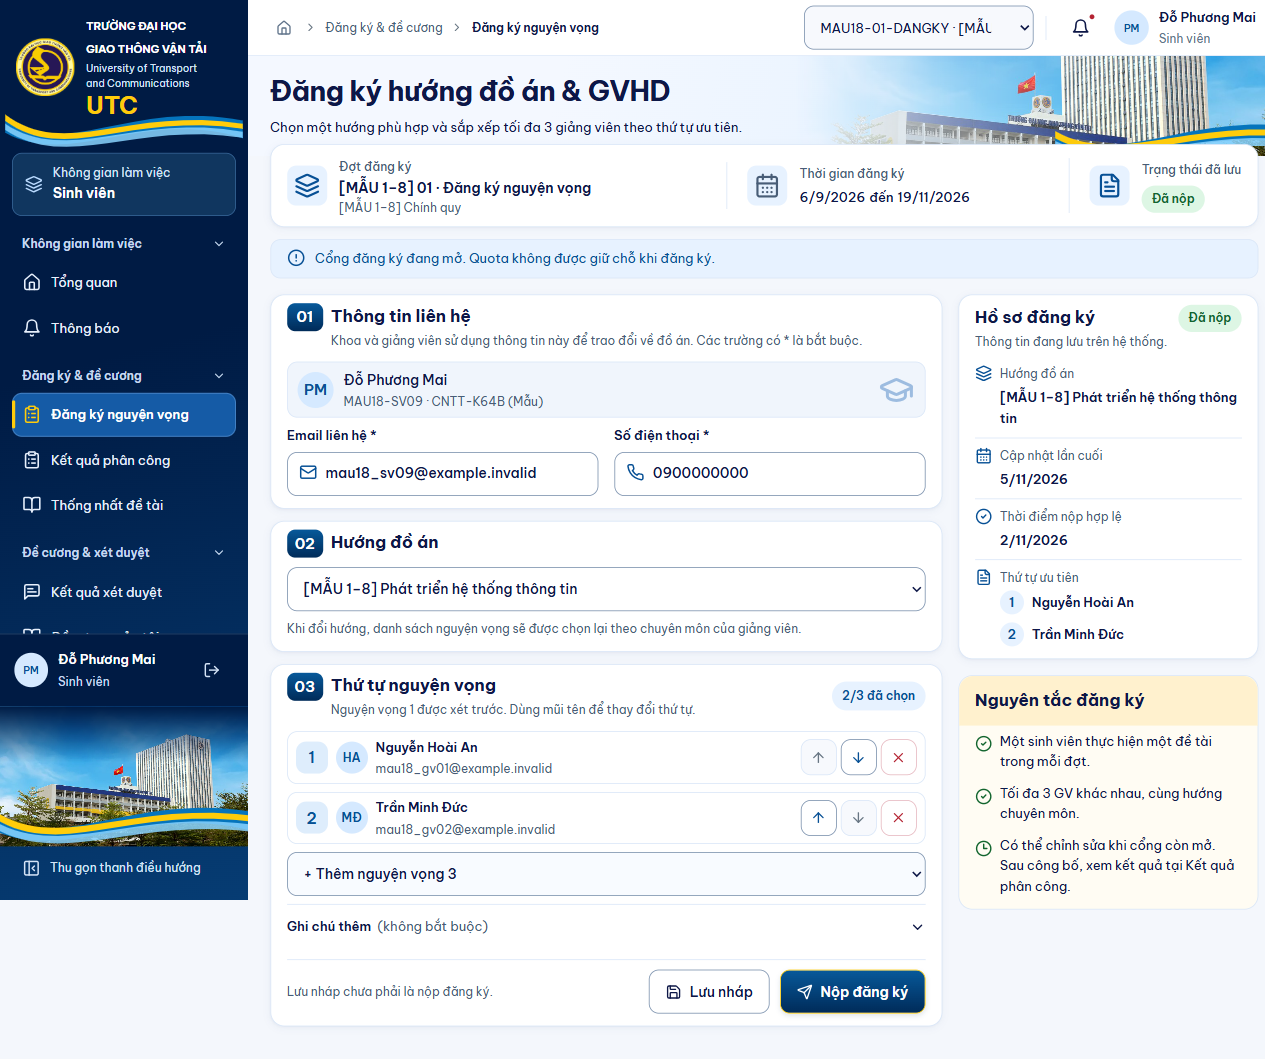 TRƯỜNG ĐẠI HỌC
GIAO THÔNG VẬN TẢI
University of Transport
and Communications
UTC
Không gian làm việc
Sinh viên
Không gian làm việc
Tổng quan
Thông báo
Đăng ký & đề cương
Đăng ký nguyện vọng
Kết quả phân công
Thống nhất đề tài
Đề cương & xét duyệt
Kết quả xét duyệt
PM
Đỗ Phương Mai
Sinh viên
Thu gọn thanh điều hướng
Đăng ký & đề cương
Đăng ký nguyện vọng
MAU18-01-DANGKY · [MẪU
PM
Đỗ Phương Mai
Sinh viên
Đăng ký hướng đồ án & GVHD
Chọn một hướng phù hợp và sắp xếp tối đa 3 giảng viên theo thứ tự ưu tiên.
Đợt đăng ký
[MẪU 1-8] 01 · Đăng ký nguyện vọng
[MẪU 1-8] Chính quy
Thời gian đăng ký
6/9/2026 đến 19/11/2026
Trạng thái đã lưu
Đã nộp
Cổng đăng ký đang mở. Quota không được giữ chỗ khi đăng ký.
01 Thông tin liên hệ
Khoa và giảng viên sử dụng thông tin này để trao đổi về đồ án. Các trường có * là bắt buộc.
PM
Đỗ Phương Mai
MAU18-SV09 · CNTT-K64B (Mẫu)
Email liên hệ *
mau18_sv09@example.invalid
Số điện thoại *
0900000000
02 Hướng đồ án
[MẪU 1-8] Phát triển hệ thống thông tin
Khi đổi hướng, danh sách nguyện vọng sẽ được chọn lại theo chuyên môn của giảng viên.
03 Thứ tự nguyện vọng
Nguyện vọng 1 được xét trước. Dùng mũi tên để thay đổi thứ tự.
2/3 đã chọn
1
HA
Nguyễn Hoài An
mau18_gv01@example.invalid
2
MĐ
Trần Minh Đức
mau18_gv02@example.invalid
+ Thêm nguyện vọng 3
Ghi chú thêm (không bắt buộc)
Lưu nháp chưa phải là nộp đăng ký.
Lưu nháp
Nộp đăng ký
Hồ sơ đăng ký
Đã nộp
Thông tin đang lưu trên hệ thống.
Hướng đồ án
[MẪU 1-8] Phát triển hệ thống thông
tin
Cập nhật lần cuối
5/11/2026
Thời điểm nộp hợp lệ
2/11/2026
Thứ tự ưu tiên
1 Nguyễn Hoài An
2 Trần Minh Đức
Nguyên tắc đăng ký
Một sinh viên thực hiện một đề tài
trong mỗi đợt.
Tối đa 3 GV khác nhau, cùng hướng
chuyên môn.
Có thể chỉnh sửa khi cổng còn mở.
Sau công bố, xem kết quả tại Kết quả
phân công.